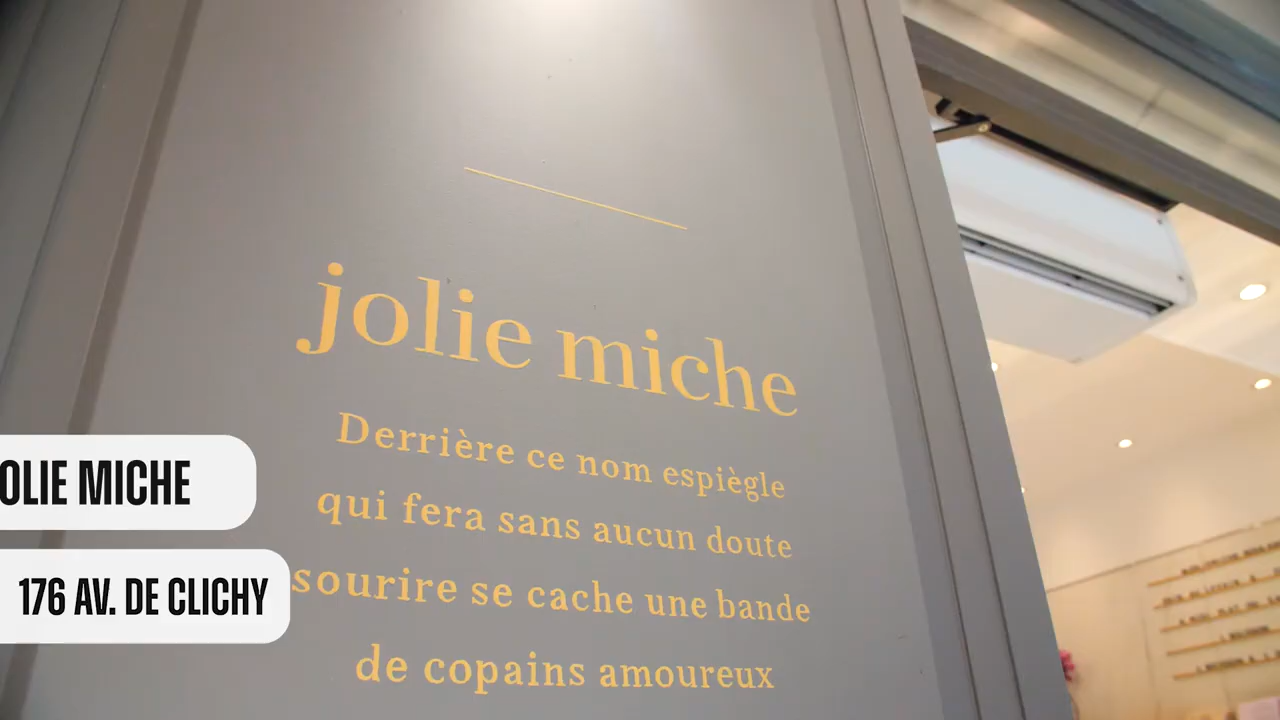 jolie miche
Derrière ce nom espiègle
qui fera sans aucun doute
sourire se cache une bande
de copains amoureux
OLIE MICHE
176 AV. DE CLICHY